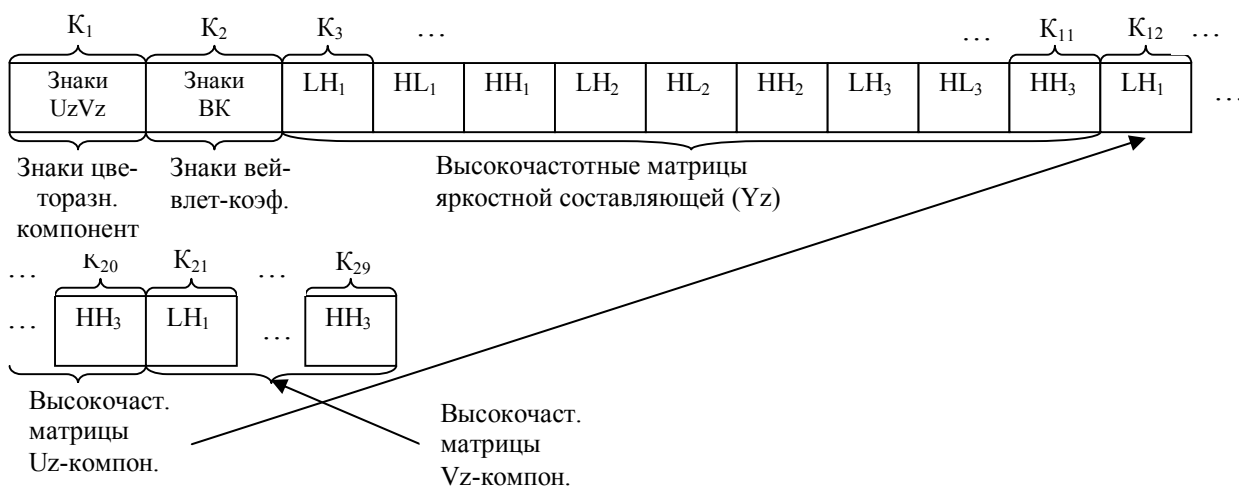 К₁ К₂ К₃ … … К₁₁ К₁₂ …
Знаки UzVz
Знаки ВК
LH₁ HL₁ HH₁ LH₂ HL₂ HH₂ LH₃ HL₃ HH₃ LH₁ …
Знаки цве-
торазн.
компонент
Знаки вей-
влет-коэф.
Высокочастотные матрицы
яркостной составляющей (Yz)
… К₂₀ К₂₁ … К₂₉
… HH₃ LH₁ … HH₃
Высокочаст.
матрицы
Uz-компон.
Высокочаст.
матрицы
Vz-компон.